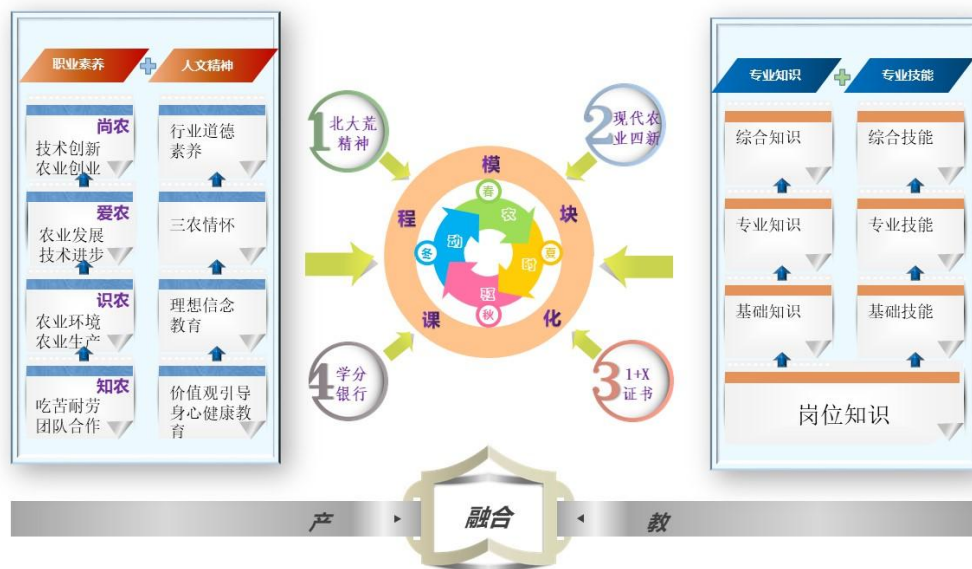 职业素养
人文精神
尚农
技术创新
农业创业
行业道德
素养
爱农
农业发展
技术进步
三农情怀
识农
农业环境
农业生产
理想信念
教育
知农
吃苦耐劳
团队合作
价值观引导
身心健康教
育
1
北大荒
精神
2
现代农
业四新
模
块
化
课
程
春
夏
秋
冬
农
时
驱
动
4
学分
银行
3
1+X
证书
专业知识
专业技能
综合知识
综合技能
专业知识
专业技能
基础知识
基础技能
岗位知识
产
融合
教